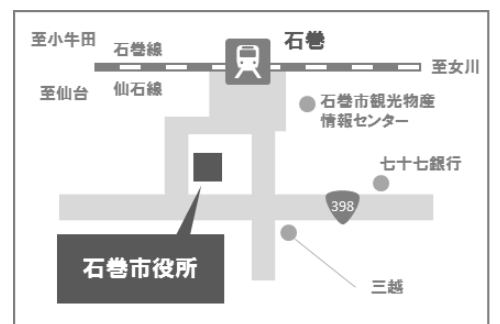 至小牛田
石巻線
石巻
至女川
至仙台
仙石線
石巻市観光物産
情報センター
七十七銀行
398
石巻市役所
三越